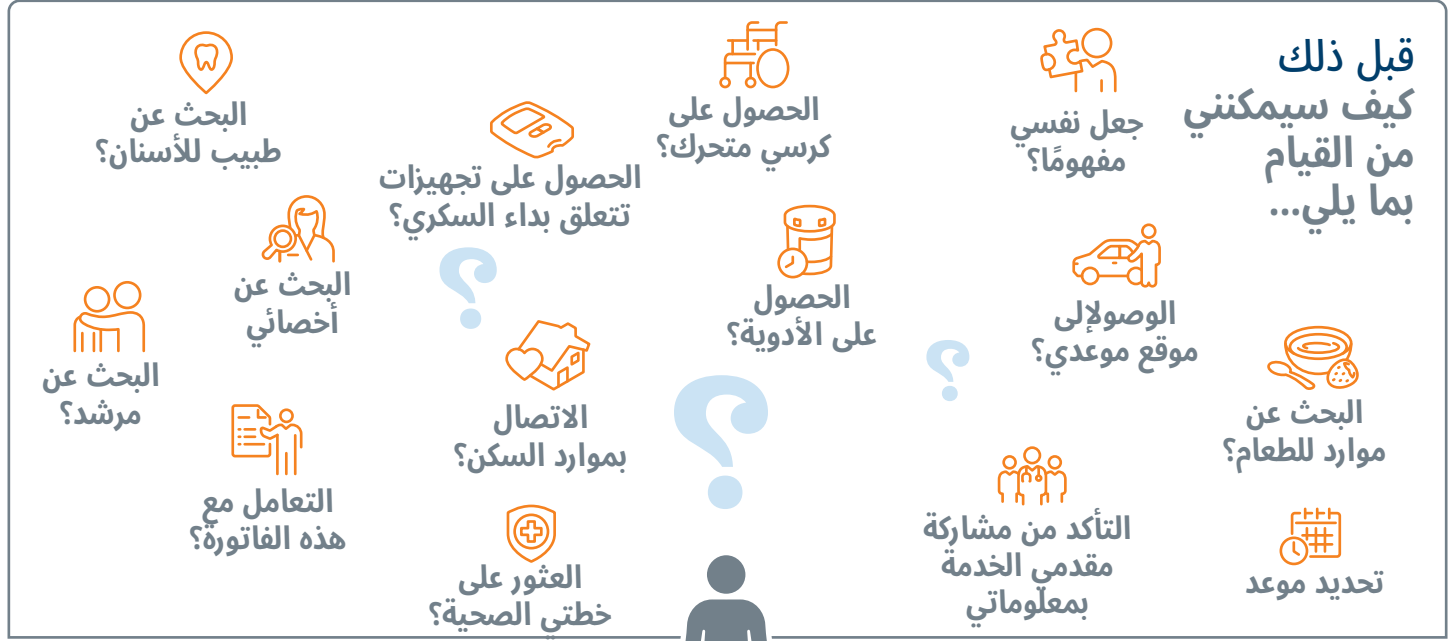 قبل ذلك
كيف سيمكنني
من القيام
بما يلي...
جعل نفسي
مفهومًا؟
الحصول على
كرسي متحرك؟
الحصول على تجهيزات
تتعلق بداء السكري؟
البحث عن
طبيب للأسنان؟
الوصولإلى
موقع موعدي؟
الحصول
على الأدوية؟
البحث عن
أخصائي
البحث عن
مرشد؟
البحث عن
موارد للطعام؟
الاتصال
بموارد السكن؟
التعامل مع
هذه الفاتورة؟
تحديد موعد
التأكد من مشاركة
مقدمي الخدمة
بمعلوماتي
العثور على
خطتي الصحية؟
؟
؟
؟